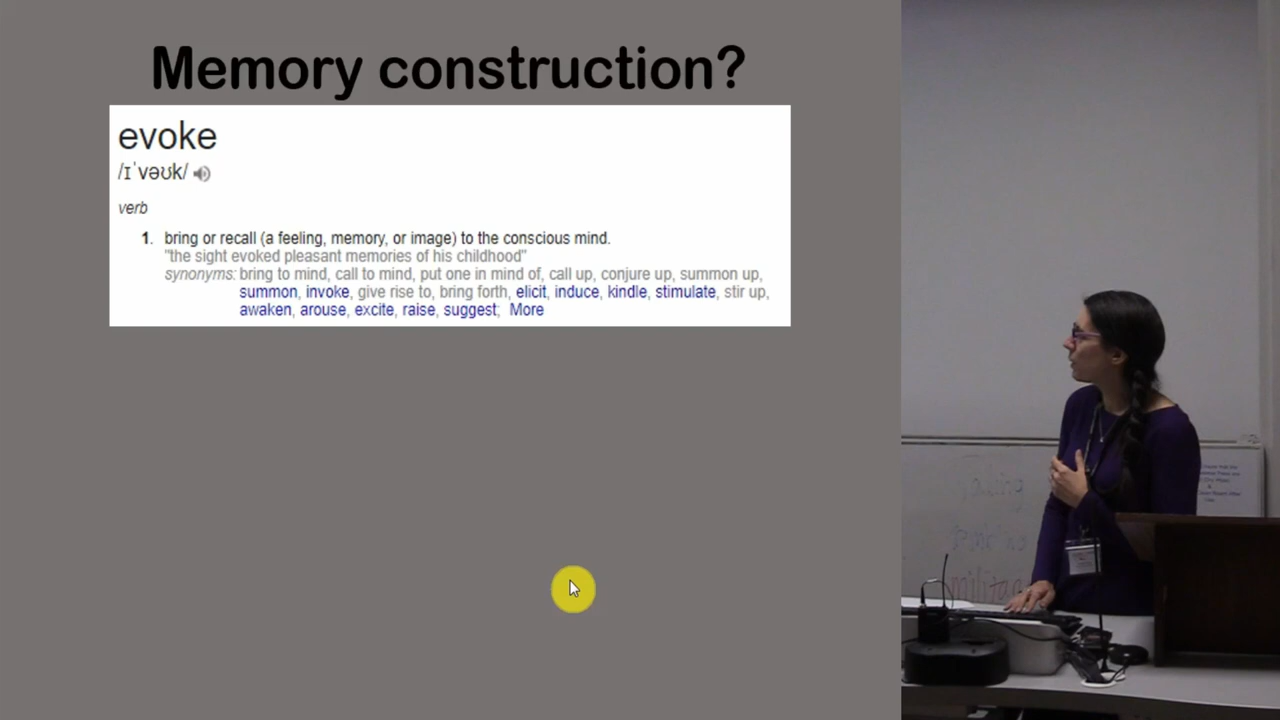 Memory construction?
evoke
/ɪˈvəʊk/
verb
1. bring or recall (a feeling, memory, or image) to the conscious mind.
"the sight evoked pleasant memories of his childhood"
synonyms: bring to mind, call to mind, put one in mind of, call up, conjure up, summon up,
summon, invoke, give rise to, bring forth, elicit, induce, kindle, stimulate, stir up,
awaken, arouse, excite, raise, suggest; More